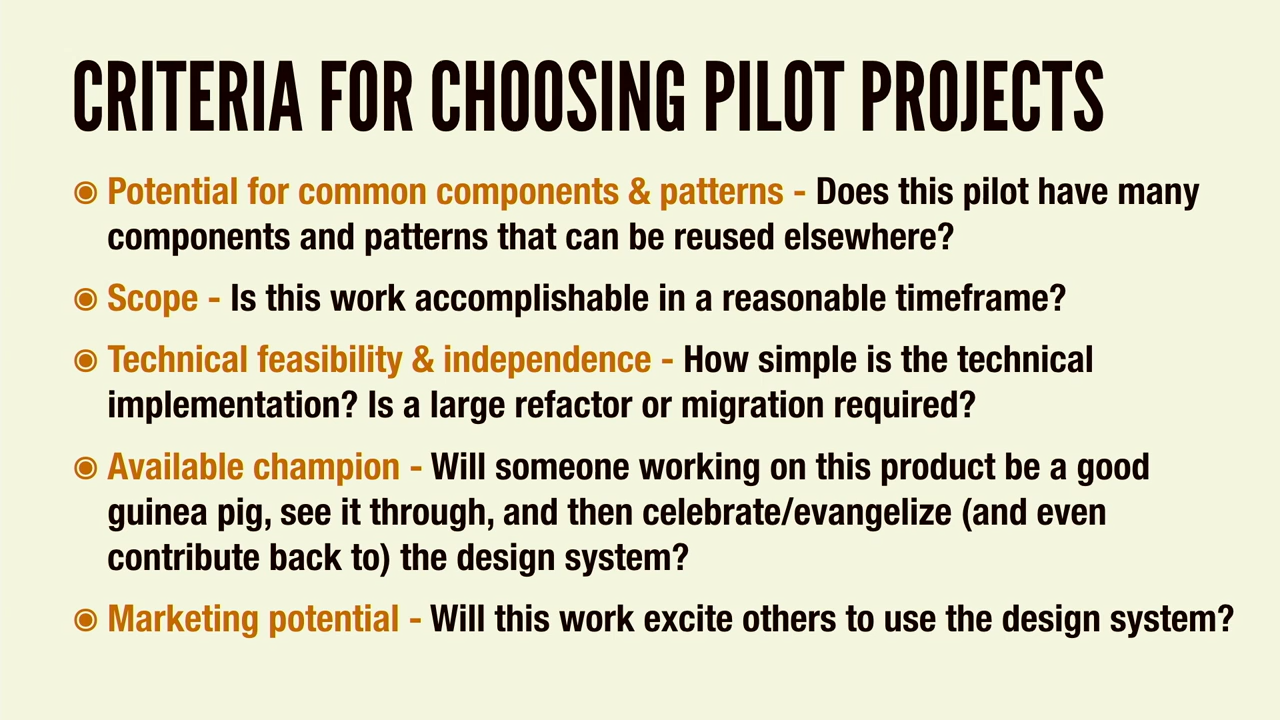 CRITERIA FOR CHOOSING PILOT PROJECTS
◉ Potential for common components & patterns - Does this pilot have many
components and patterns that can be reused elsewhere?
◉ Scope - Is this work accomplishable in a reasonable timeframe?
◉ Technical feasibility & independence - How simple is the technical
implementation? Is a large refactor or migration required?
◉ Available champion - Will someone working on this product be a good
guinea pig, see it through, and then celebrate/evangelize (and even
contribute back to) the design system?
◉ Marketing potential - Will this work excite others to use the design system?